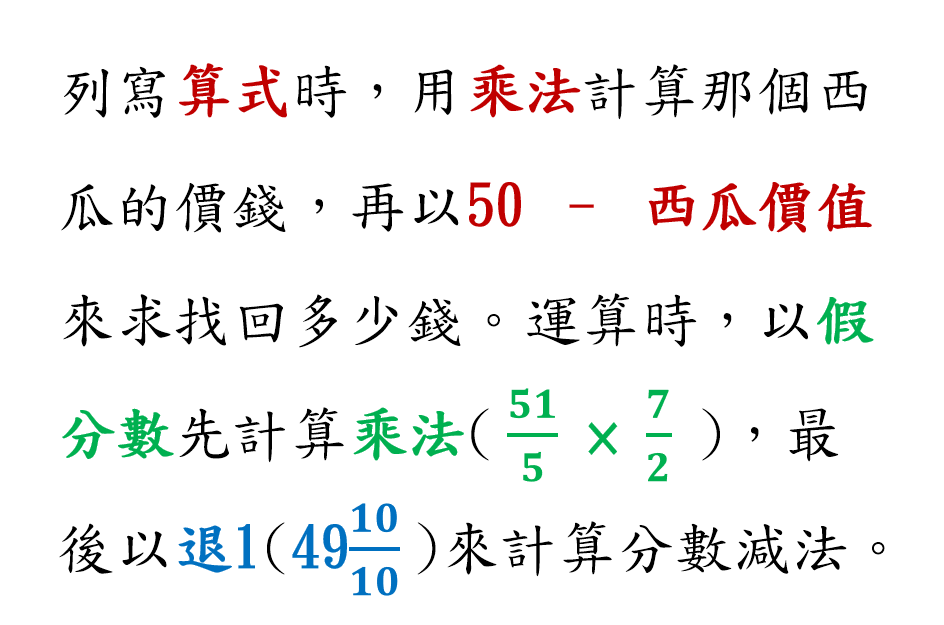 列寫算式時，用乘法計算那個西
瓜的價錢，再以50 - 西瓜價值
來求找回多少錢。運算時，以假
分數先計算乘法( 51/5 × 7/2 )，最
後以退1(49 10/10 )來計算分數減法。